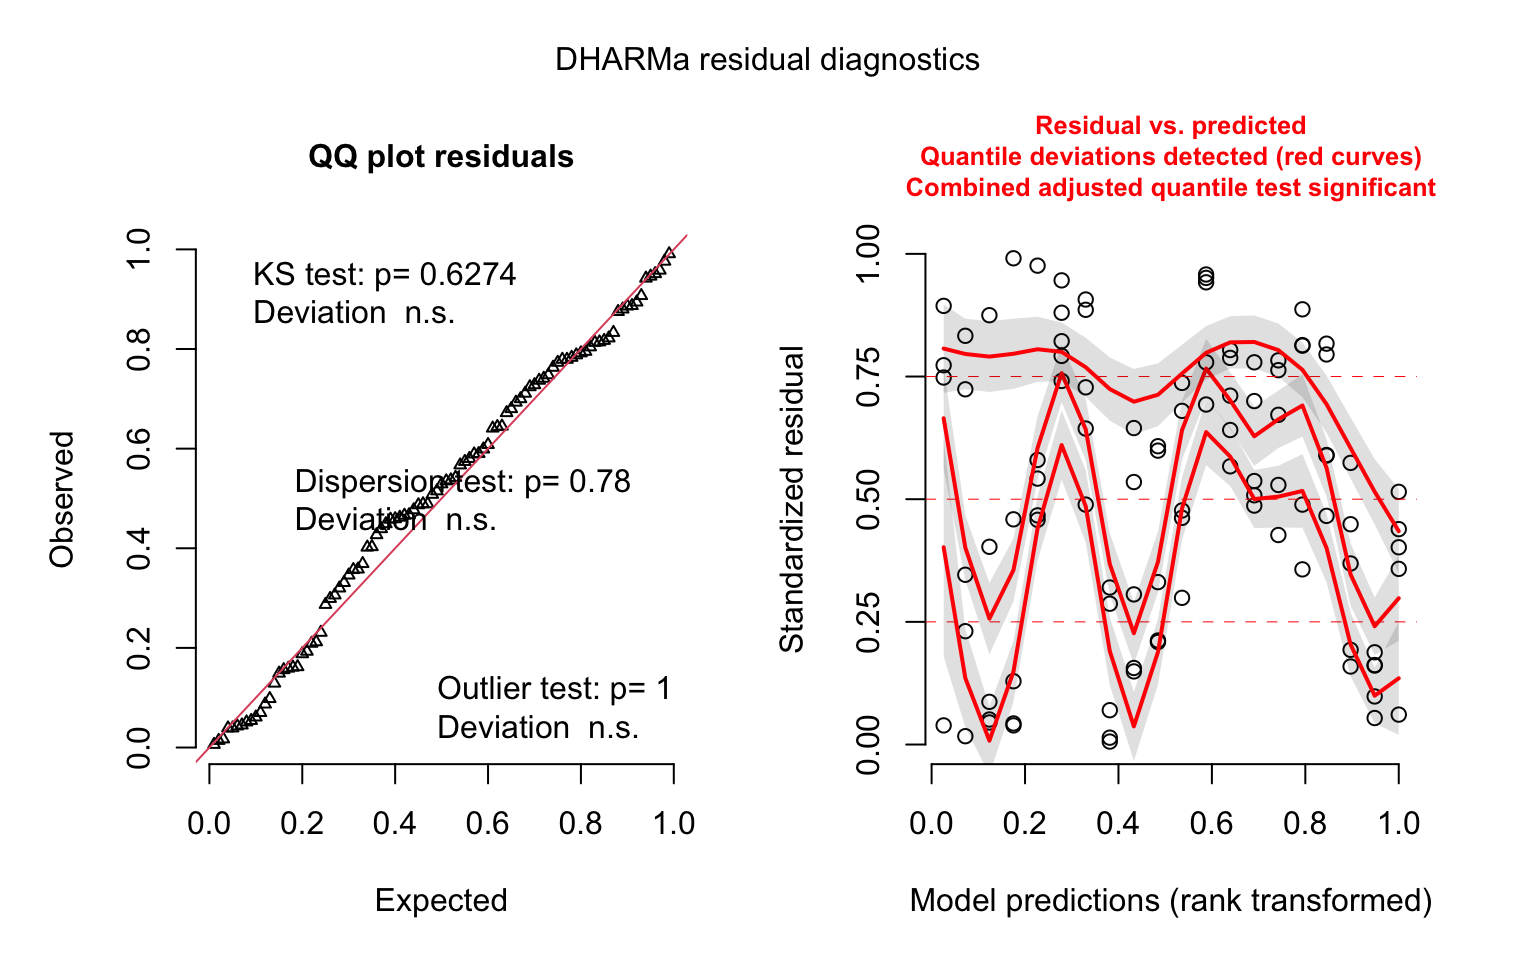 DHARMa residual diagnostics
QQ plot residuals
KS test: p= 0.6274
Deviation  n.s.
Dispersion test: p= 0.78
Deviation  n.s.
Outlier test: p= 1
Deviation  n.s.
Observed
0.0
0.2
0.4
0.6
0.8
1.0
0.0 0.2 0.4 0.6 0.8 1.0
Expected
Residual vs. predicted
Quantile deviations detected (red curves)
Combined adjusted quantile test significant
Standardized residual
0.00
0.25
0.50
0.75
1.00
0.0 0.2 0.4 0.6 0.8 1.0
Model predictions (rank transformed)